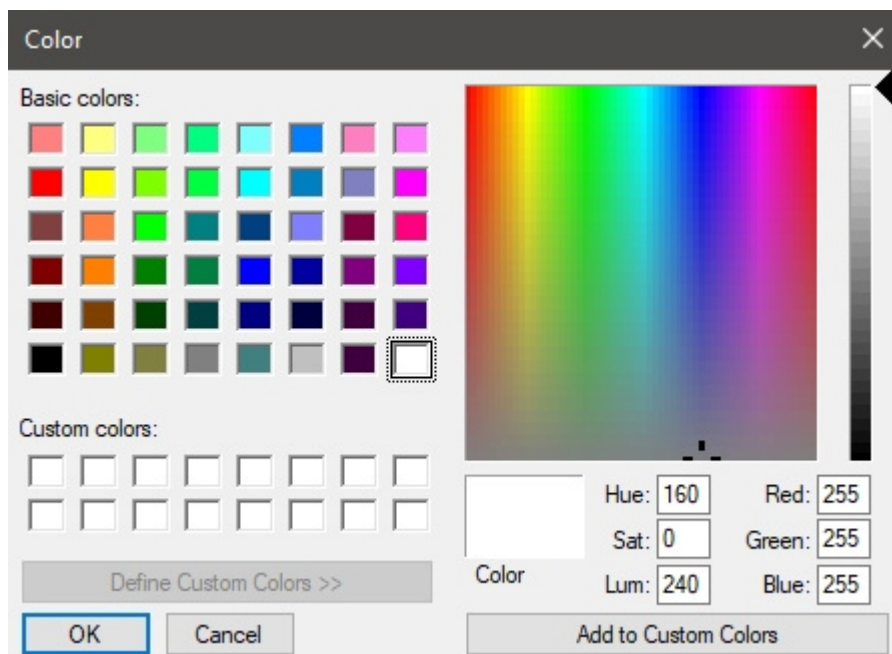 Color
Basic colors:
Custom colors:
Define Custom Colors >>
OK Cancel
Color
Hue: 160 Red: 255
Sat: 0 Green: 255
Lum: 240 Blue: 255
Add to Custom Colors